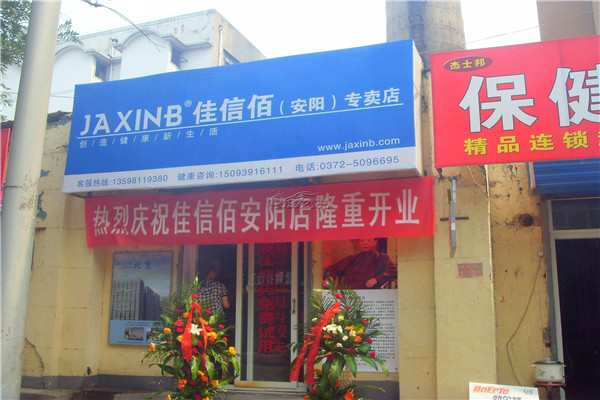 JAXINB® 佳信佰（安阳）专卖店
创造健康新生活
www.jaxinb.com
客服热线:13598119380 健康咨询:15093916111 电话:0372-5096695
热烈庆祝佳信佰安阳店隆重开业
杰士邦
保健
精品连锁